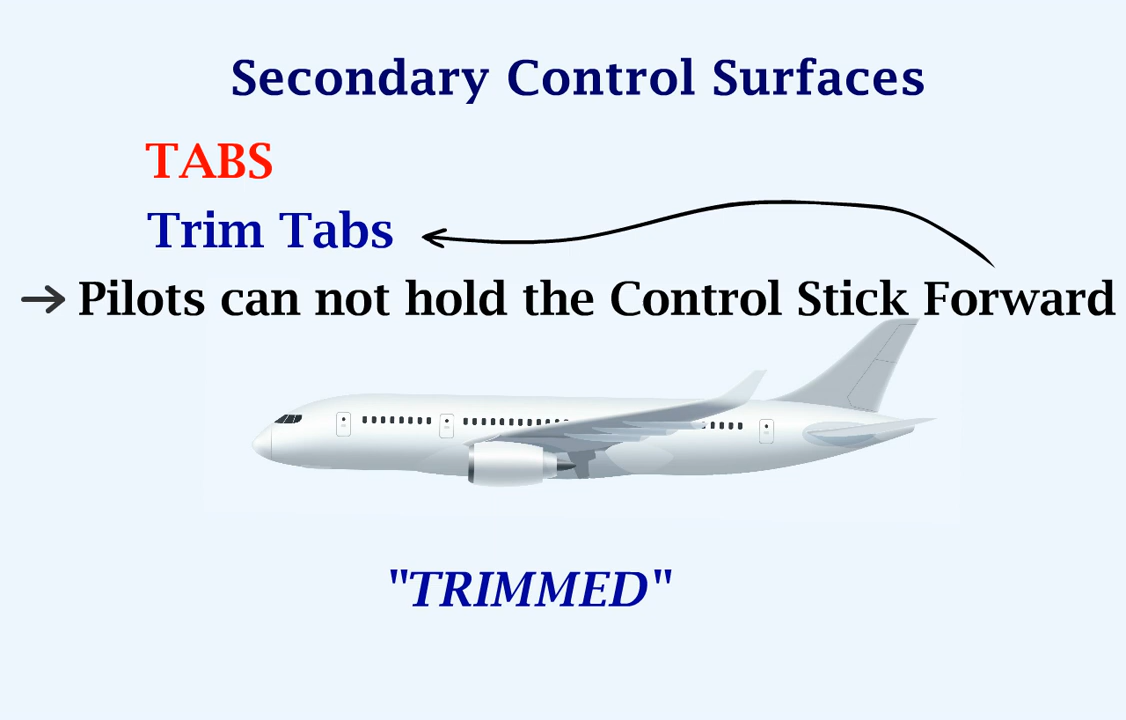 Secondary Control Surfaces
TABS
Trim Tabs
→ Pilots can not hold the Control Stick Forward
"TRIMMED"